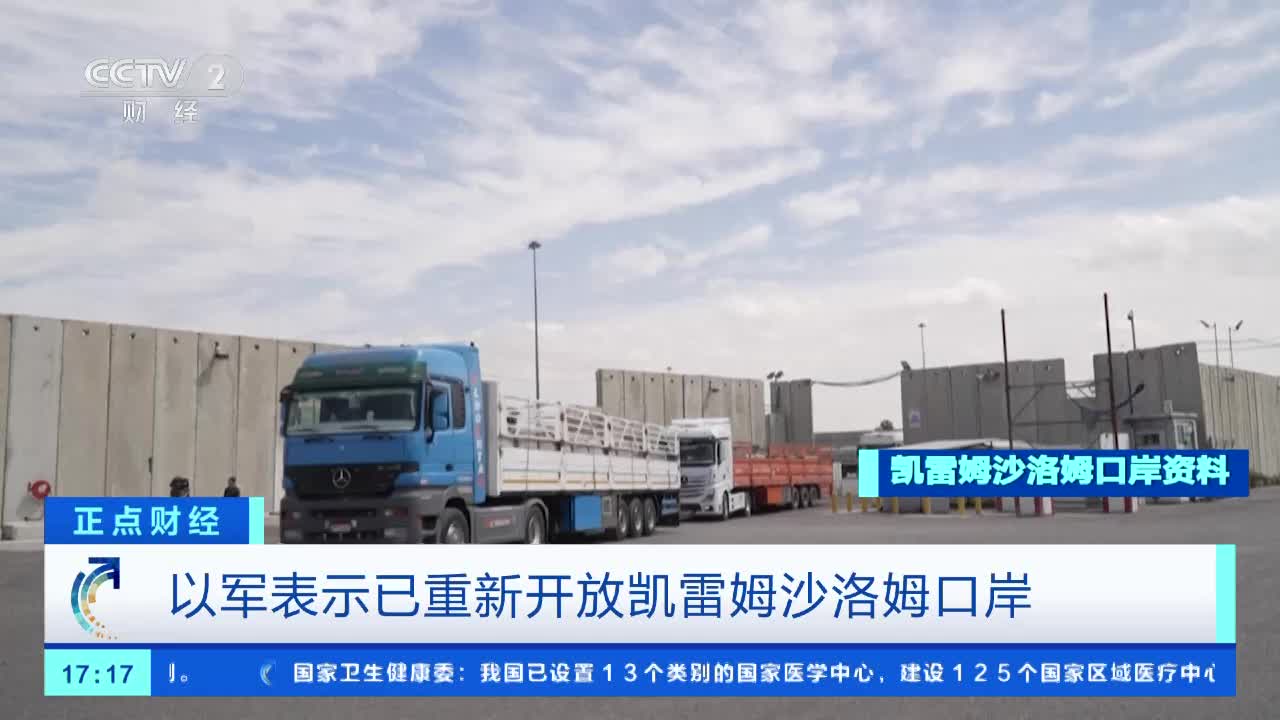 CCTV 2
财 经
凯雷姆沙洛姆口岸资料
正点财经
以军表示已重新开放凯雷姆沙洛姆口岸
17:17
国家卫生健康委：我国已设置13个类别的国家医学中心，建设125个国家区域医疗中